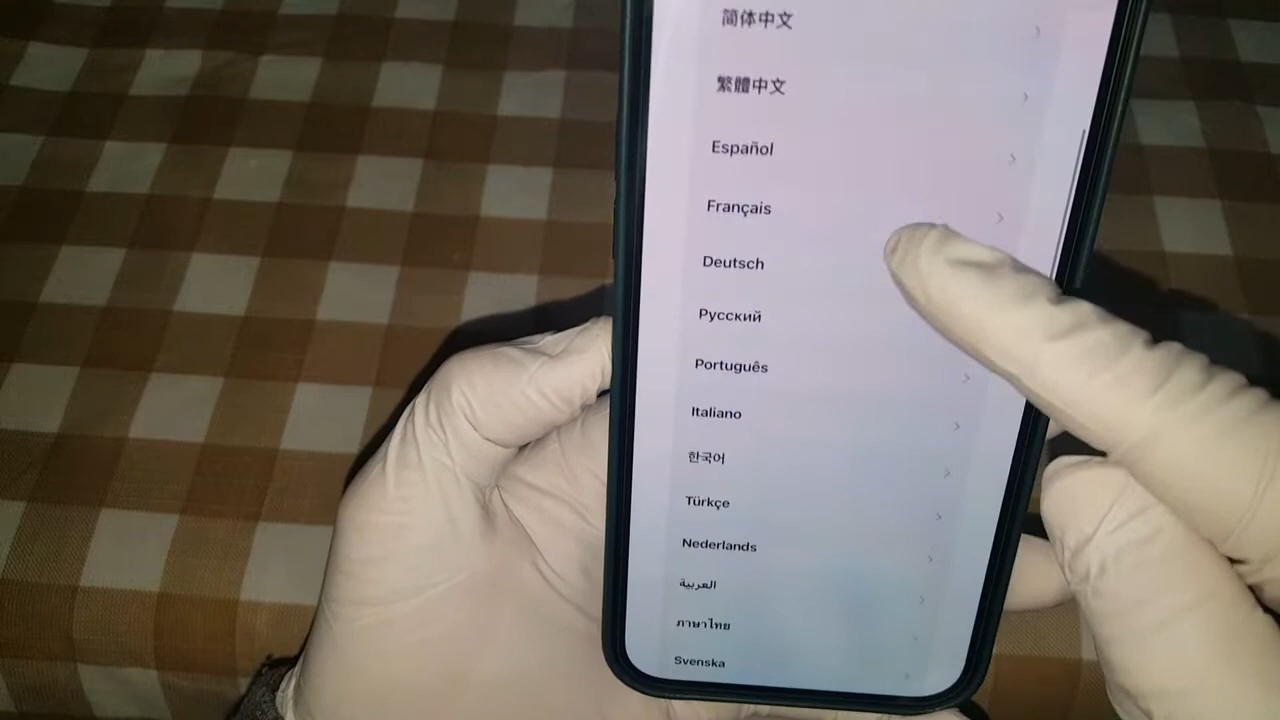 简体中文
繁體中文
Español
Français
Deutsch
Русский
Português
Italiano
한국어
Türkçe
Nederlands
العربية
ภาษาไทย
Svenska